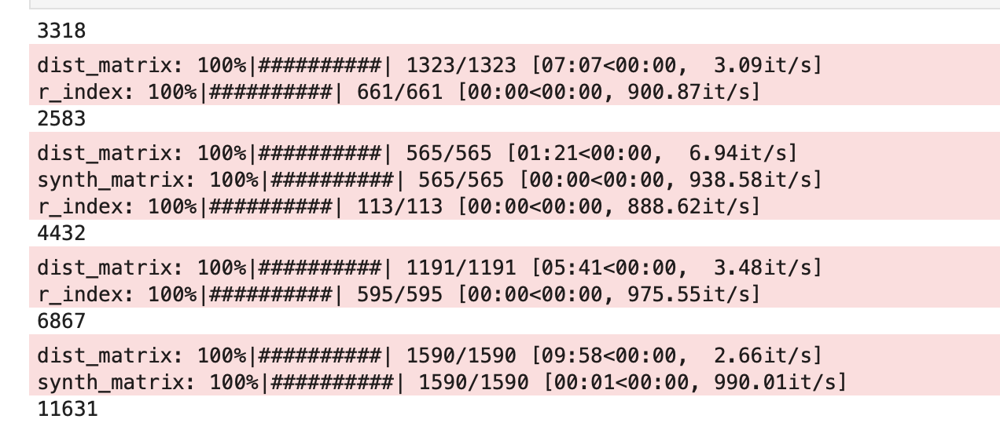 3318
dist_matrix: 100%|##########| 1323/1323 [07:07<00:00,  3.09it/s]
r_index: 100%|##########| 661/661 [00:00<00:00, 900.87it/s]
2583
dist_matrix: 100%|##########| 565/565 [01:21<00:00,  6.94it/s]
synth_matrix: 100%|##########| 565/565 [00:00<00:00, 938.58it/s]
r_index: 100%|##########| 113/113 [00:00<00:00, 888.62it/s]
4432
dist_matrix: 100%|##########| 1191/1191 [05:41<00:00,  3.48it/s]
r_index: 100%|##########| 595/595 [00:00<00:00, 975.55it/s]
6867
dist_matrix: 100%|##########| 1590/1590 [09:58<00:00,  2.66it/s]
synth_matrix: 100%|##########| 1590/1590 [00:01<00:00, 990.01it/s]
11631